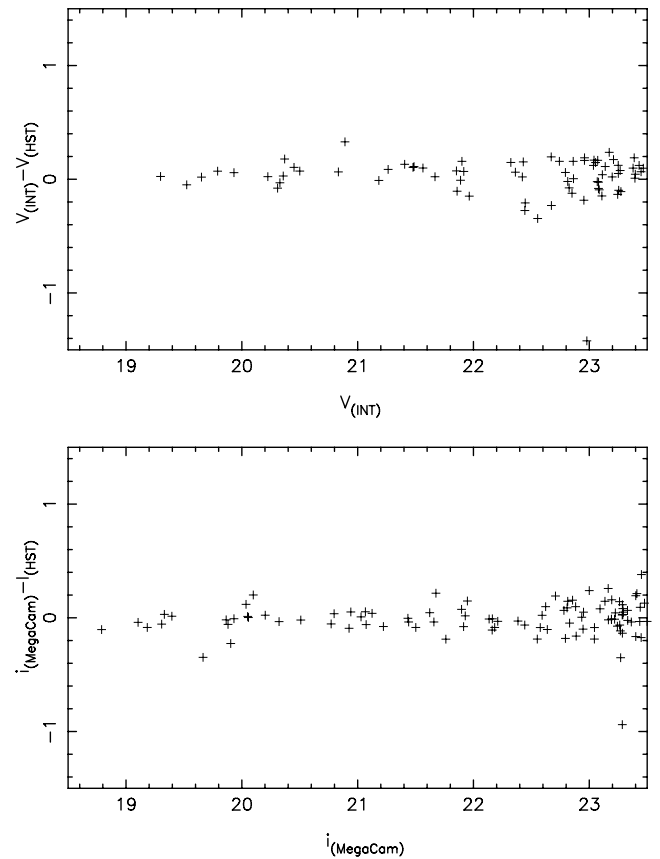 1
0
−1
V(INT)−V(HST)
19 20 21 22 23
V(INT)
1
0
−1
i(MegaCam)−I(HST)
19 20 21 22 23
i(MegaCam)